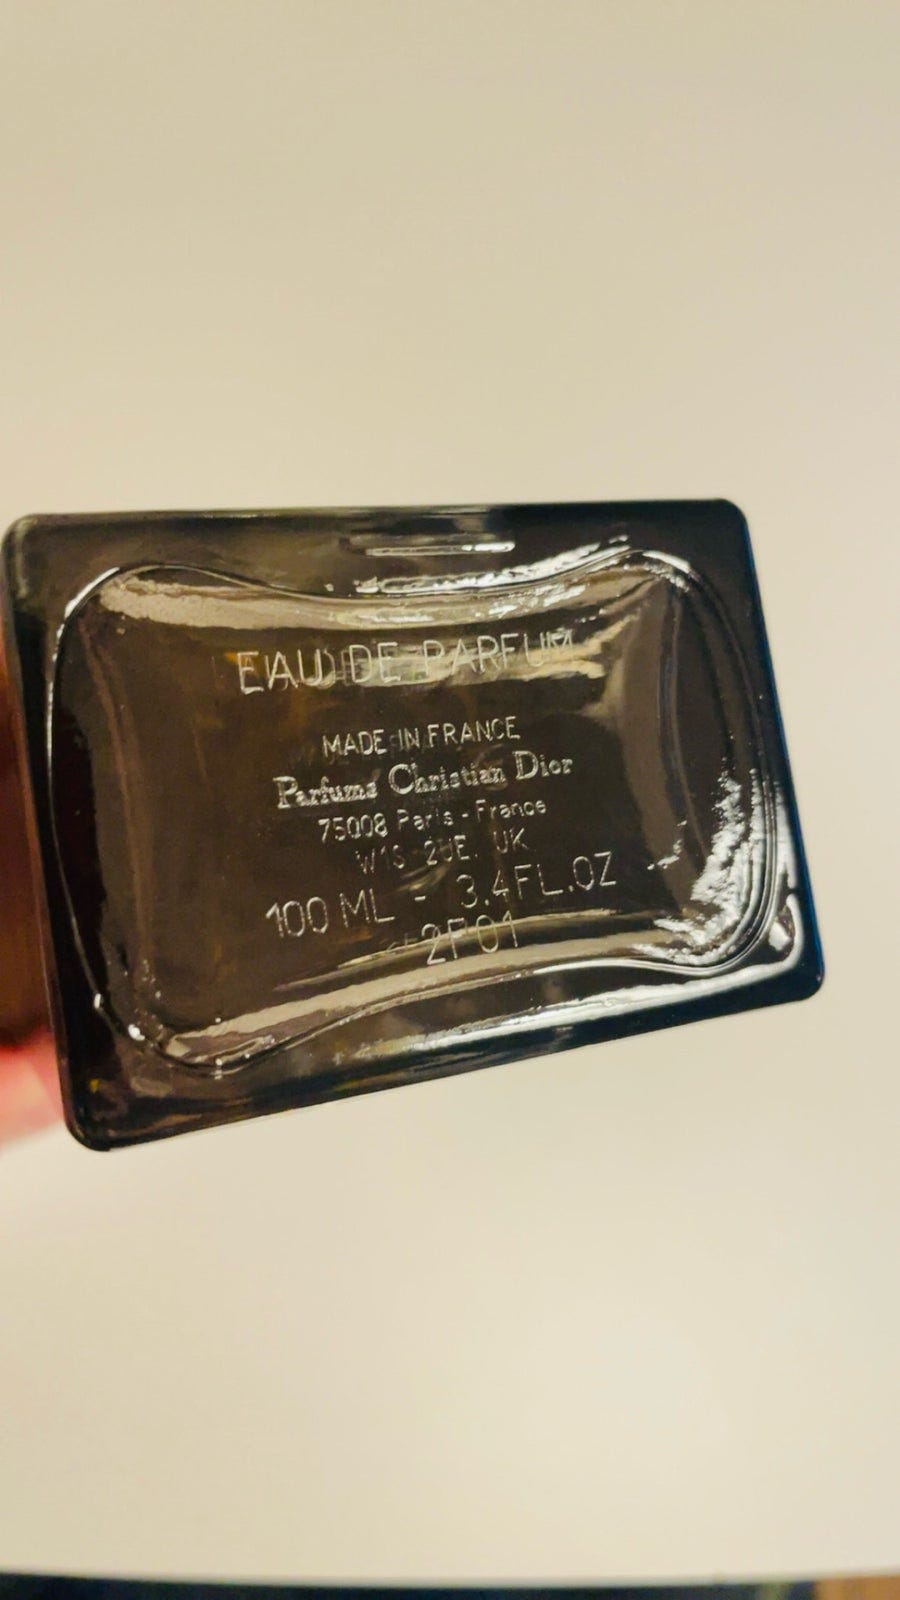 EAU DE PARFUM
MADE IN FRANCE
Parfums Christian Dior
75008 Paris - France
W1S 2UE. UK
100 ML - 3.4FL.OZ
2F01